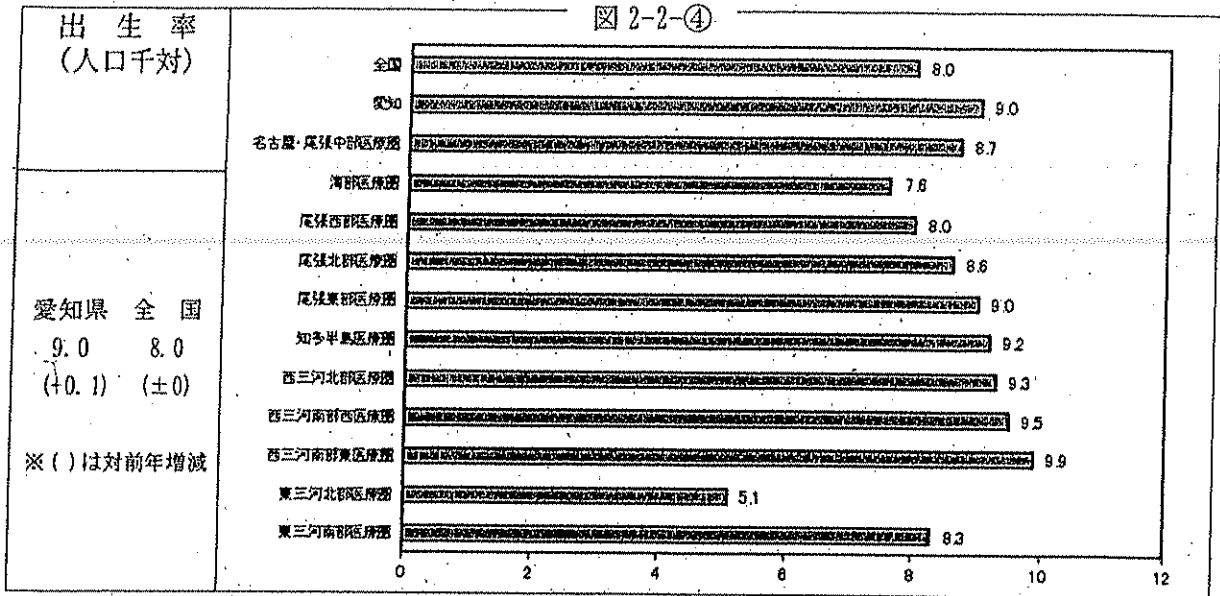 図 2-2-④
出 生 率
(人口千対)
愛知県 全 国
9.0 8.0
(+0.1) (±0)
※( )は対前年増減
全国 8.0
愛知 9.0
名古屋・尾張中部医療圏 8.7
海部医療圏 7.6
尾張西部医療圏 8.0
尾張北部医療圏 8.6
尾張東部医療圏 9.0
知多半島医療圏 9.2
西三河北部医療圏 9.3
西三河南部西医療圏 9.5
西三河南部東医療圏 9.9
東三河北部医療圏 5.1
東三河南部医療圏 8.3
0 2 4 6 8 10 12